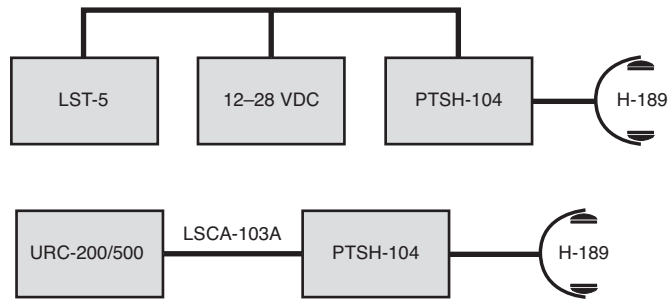 LST-5
12–28 VDC
PTSH-104
H-189
URC-200/500
LSCA-103A
PTSH-104
H-189